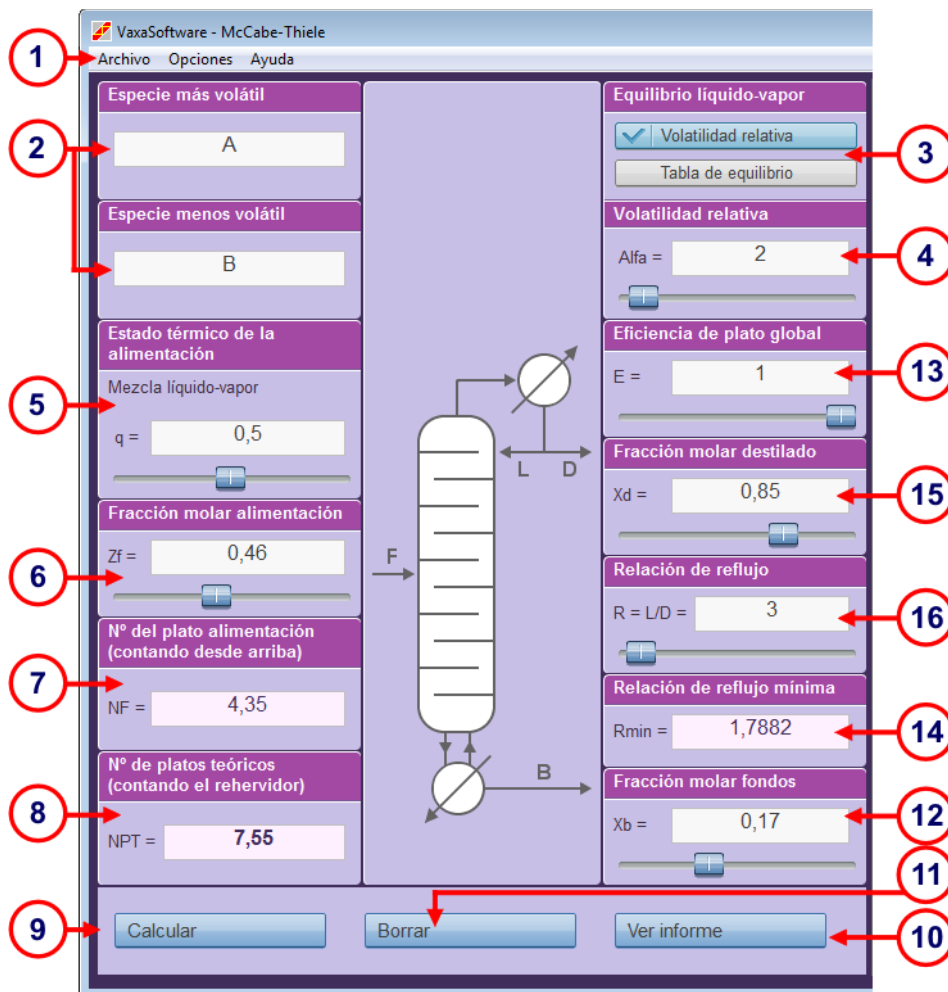 VaxaSoftware - McCabe-Thiele
1
Archivo Opciones Ayuda
Especie más volátil
2
A
Especie menos volátil
B
Estado térmico de la
alimentación
Mezcla líquido-vapor
5
q = 0,5
Fracción molar alimentación
Zf = 0,46
6
Nº del plato alimentación
(contando desde arriba)
7
NF = 4,35
Nº de platos teóricos
(contando el rehervidor)
8
NPT = 7,55
F
L D
B
Equilibrio líquido-vapor
Volatilidad relativa
3
Tabla de equilibrio
Volatilidad relativa
Alfa = 2
4
Eficiencia de plato global
E = 1
13
Fracción molar destilado
Xd = 0,85
15
Relación de reflujo
R = L/D = 3
16
Relación de reflujo mínima
Rmin = 1,7882
14
Fracción molar fondos
Xb = 0,17
12
11
9
Calcular
Borrar
Ver informe
10